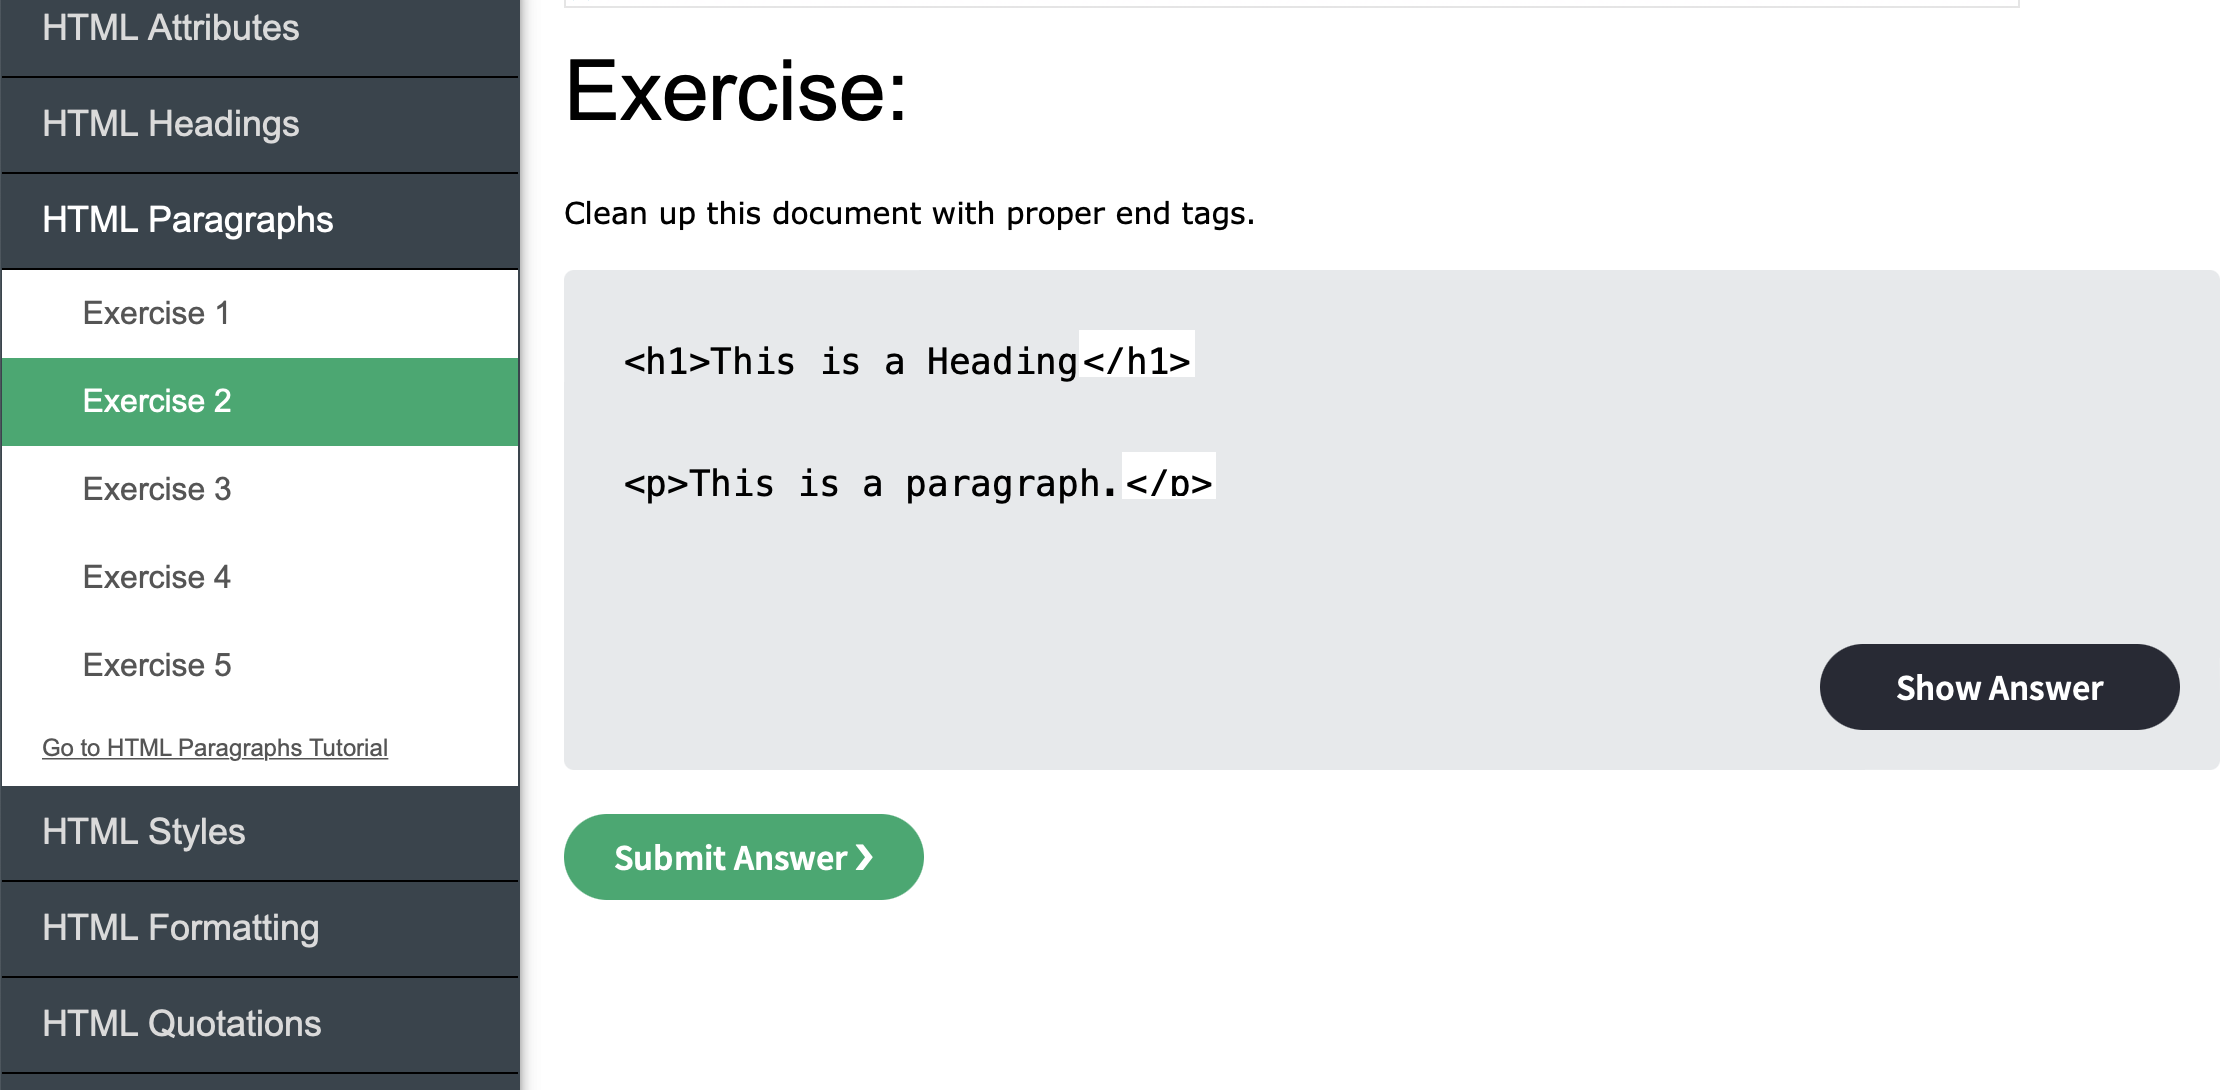 HTML Attributes
HTML Headings
HTML Paragraphs
Exercise 1
Exercise 2
Exercise 3
Exercise 4
Exercise 5
Go to HTML Paragraphs Tutorial
HTML Styles
HTML Formatting
HTML Quotations
Exercise:
Clean up this document with proper end tags.
<h1>This is a Heading</h1>
<p>This is a paragraph.</p>
Show Answer
Submit Answer ❯